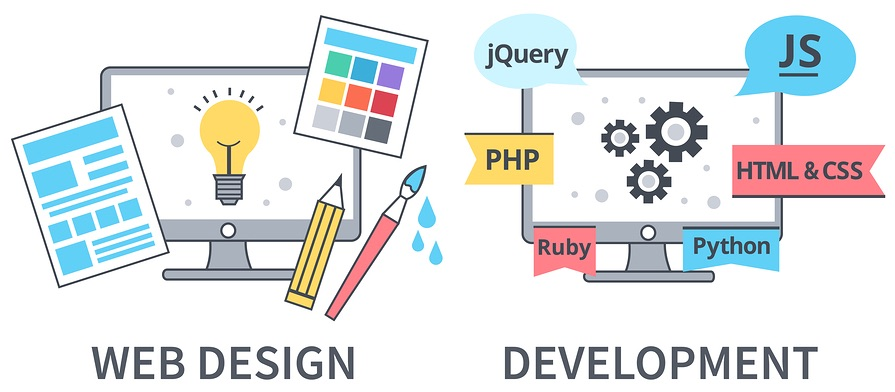 jQuery
JS
PHP
HTML & CSS
Ruby
Python
WEB DESIGN
DEVELOPMENT